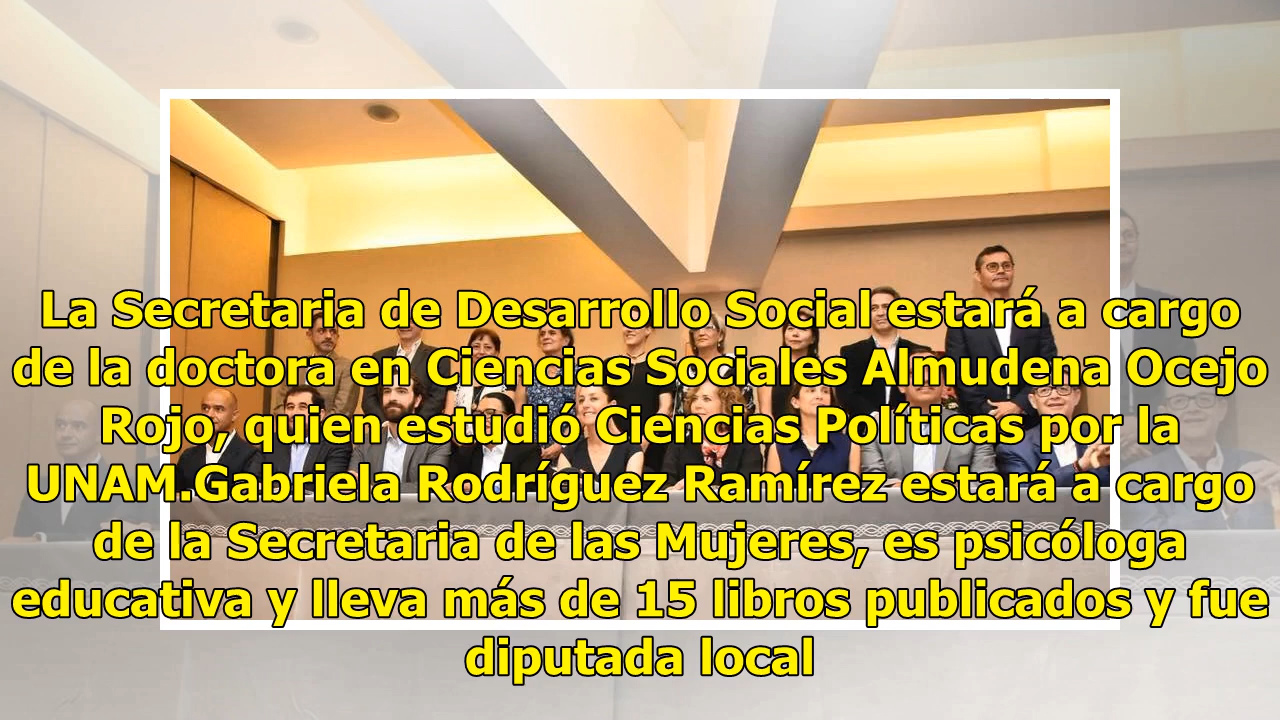 La Secretaria de Desarrollo Social estará a cargo
de la doctora en Ciencias Sociales Almudena Ocejo
Rojo, quien estudió Ciencias Políticas por la
UNAM.Gabriela Rodríguez Ramírez estará a cargo
de la Secretaria de las Mujeres, es psicóloga
educativa y lleva más de 15 libros publicados y fue
diputada local